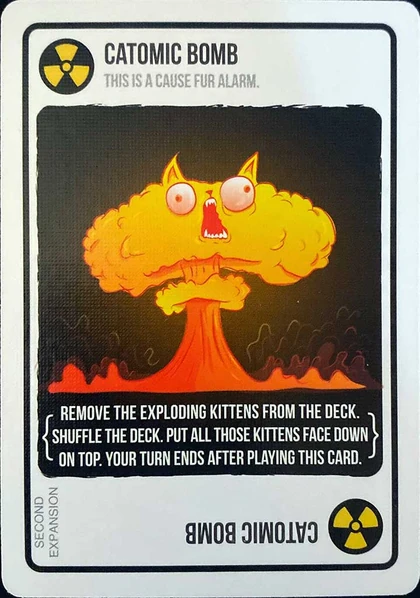 CATOMIC BOMB
THIS IS A CAUSE FUR ALARM.
REMOVE THE EXPLODING KITTENS FROM THE DECK.
SHUFFLE THE DECK. PUT ALL THOSE KITTENS FACE DOWN
ON TOP. YOUR TURN ENDS AFTER PLAYING THIS CARD.
SECOND
EXPANSION
CATOMIC BOMB